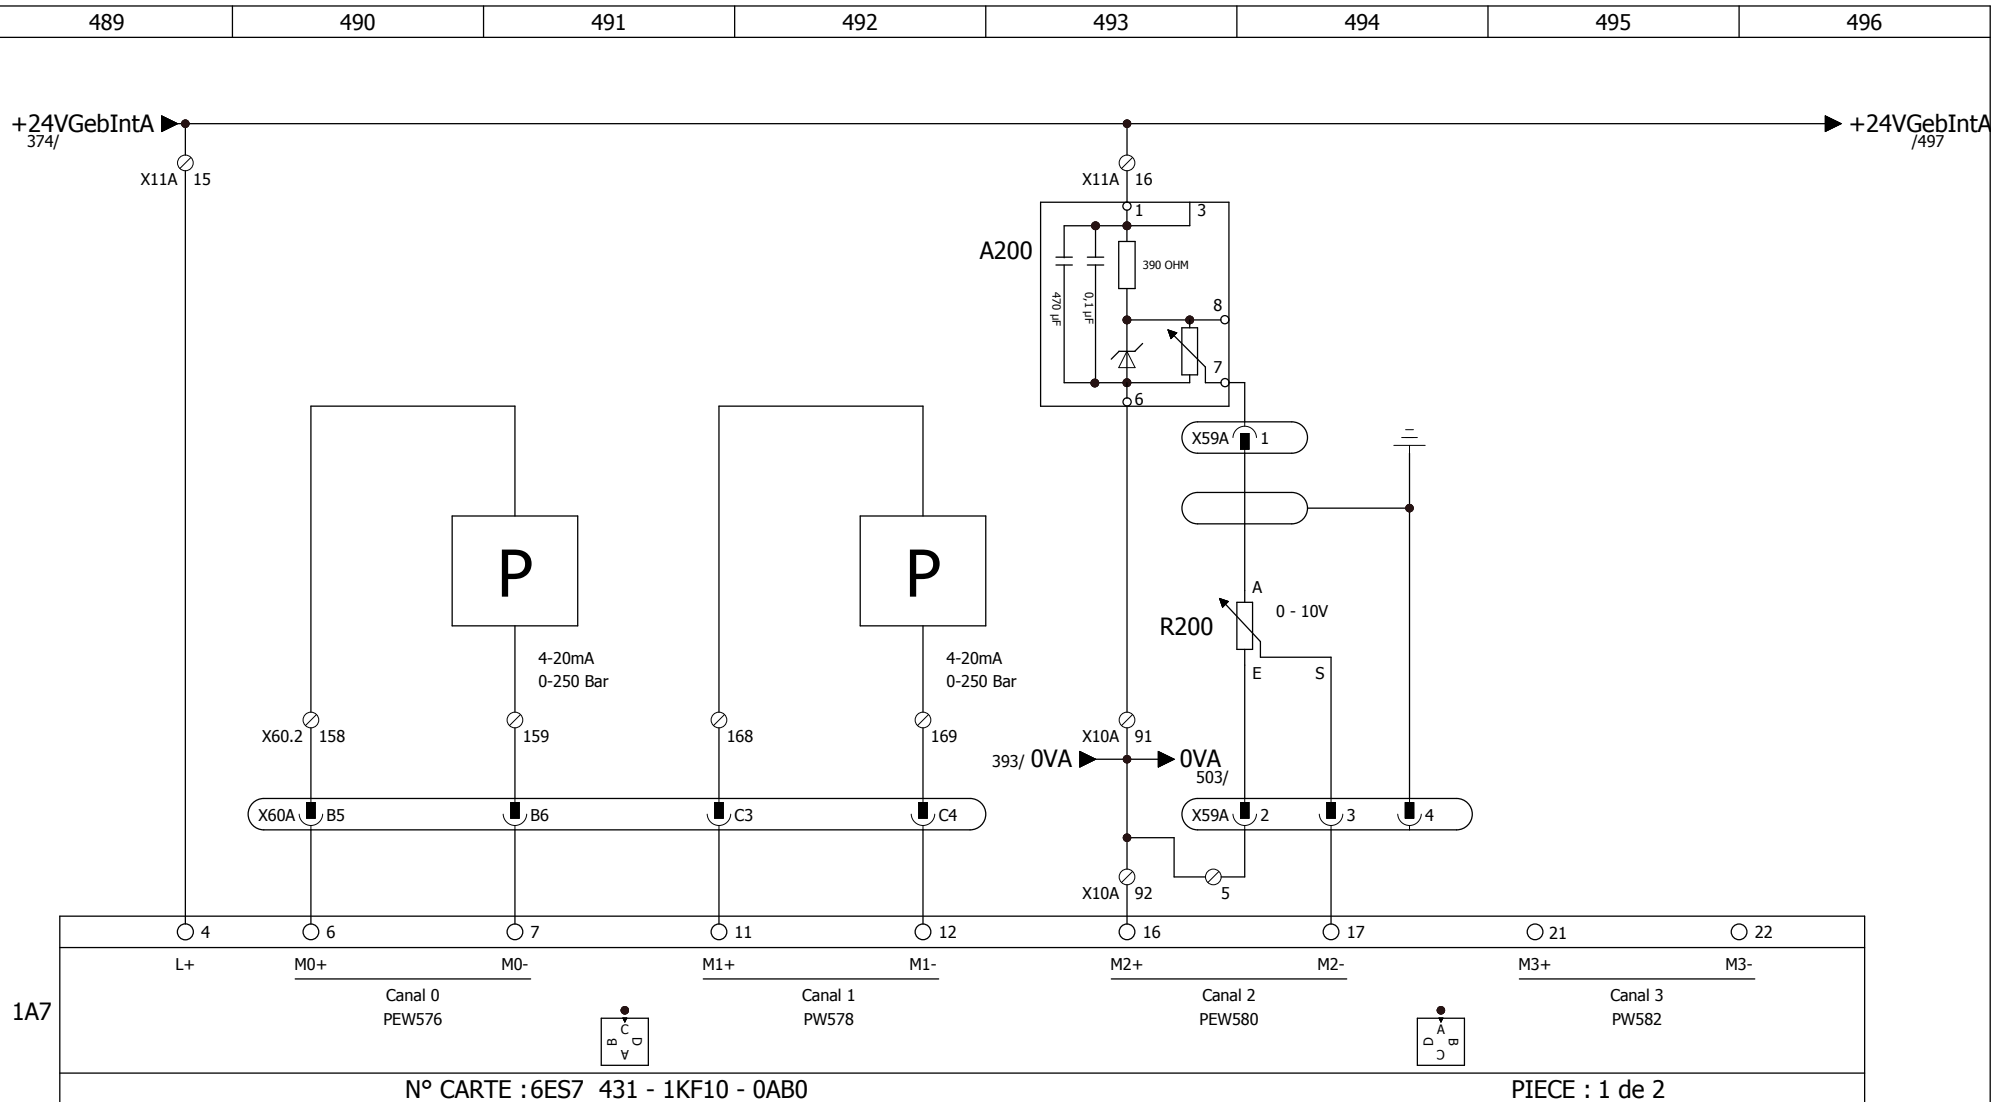 489 490 491 492 493 494 495 496
+24VGebIntA +24VGebIntA
374/ /497
X11A 15 X11A 16
1 3
A200
390 OHM
470 µF 0,1 µF
8
7
6
X59A 1
P P
A
0 - 10V
R200
4-20mA 4-20mA
0-250 Bar 0-250 Bar
E S
X60.2 158 159 168 169 X10A 91
393/ 0VA 0VA
503/
X60A B5 B6 C3 C4 X59A 2 3 4
X10A 92 5
4 6 7 11 12 16 17 21 22
L+ M0+ M0- M1+ M1- M2+ M2- M3+ M3-
Canal 0 Canal 1 Canal 2 Canal 3
1A7
PEW576 PW578 PEW580 PW582
C A
B D D B
A C
N° CARTE : 6ES7 431 - 1KF10 - 0AB0 PIECE : 1 de 2